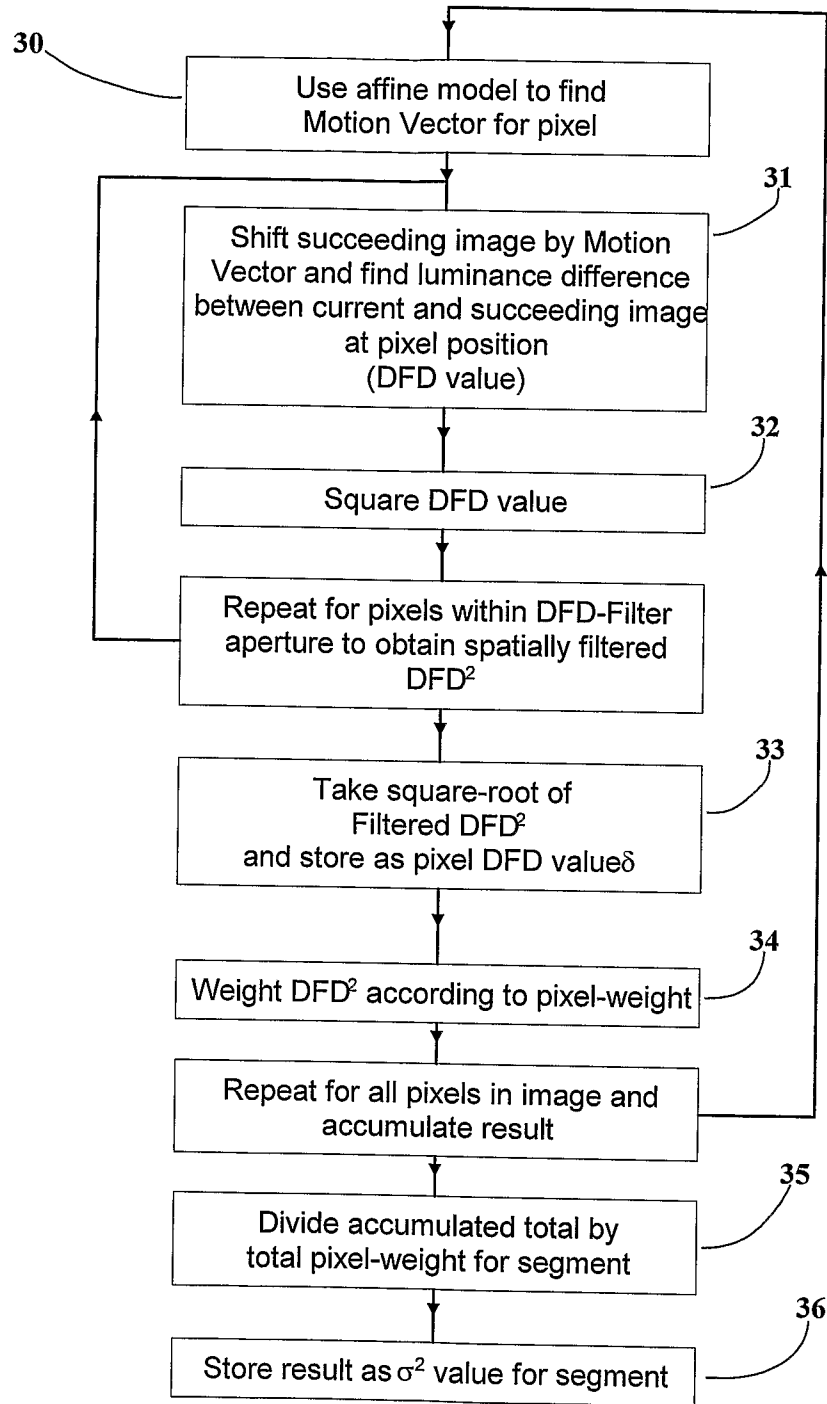 30
Use affine model to find
Motion Vector for pixel
31
Shift succeeding image by Motion
Vector and find luminance difference
between current and succeeding image
at pixel position
(DFD value)
32
Square DFD value
Repeat for pixels within DFD-Filter
aperture to obtain spatially filtered
DFD²
33
Take square-root of
Filtered DFD²
and store as pixel DFD valueδ
34
Weight DFD² according to pixel-weight
Repeat for all pixels in image and
accumulate result
35
Divide accumulated total by
total pixel-weight for segment
36
Store result as σ² value for segment